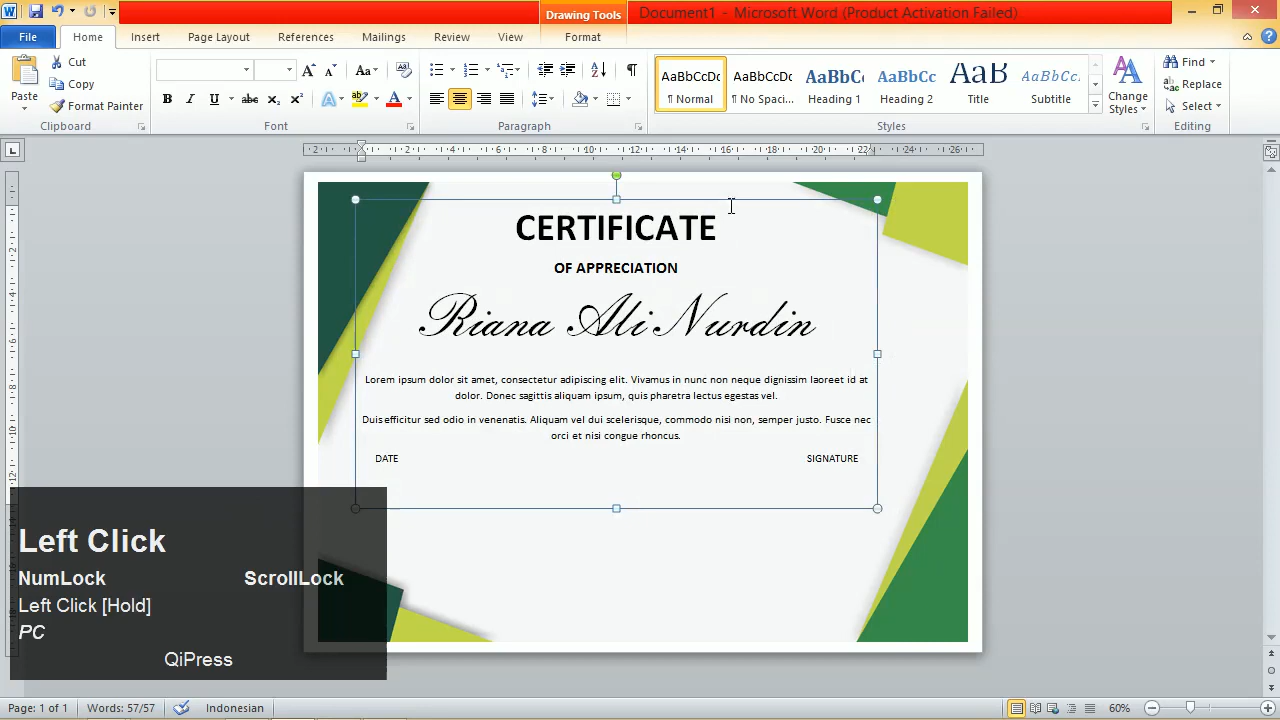 Drawing Tools
Document1 - Microsoft Word (Product Activation Failed)
File Home Insert Page Layout References Mailings Review View Format
Paste
Cut
Copy
Format Painter
Clipboard
Font
Paragraph
AaBbCcDc
¶ Normal
AaBbCcDc
¶ No Spaci...
AaBbCc
Heading 1
AaBbCc
Heading 2
AaB
Title
AaBbCc.
Subtitle
Change
Styles
Styles
Find
Replace
Select
Editing
CERTIFICATE
OF APPRECIATION
Riana Ali Nurdin
Lorem ipsum dolor sit amet, consectetur adipiscing elit. Vivamus in nunc non neque dignissim laoreet id at
dolor. Donec sagittis aliquam ipsum, quis pharetra lectus egestas vel.
Duis efficitur sed odio in venenatis. Aliquam vel dui scelerisque, commodo nisi non, semper justo. Fusce nec
orci et nisi congue rhoncus.
DATE SIGNATURE
Left Click
NumLock ScrollLock
Left Click [Hold]
PC
QiPress
Page: 1 of 1 Words: 57/57 Indonesian 60%